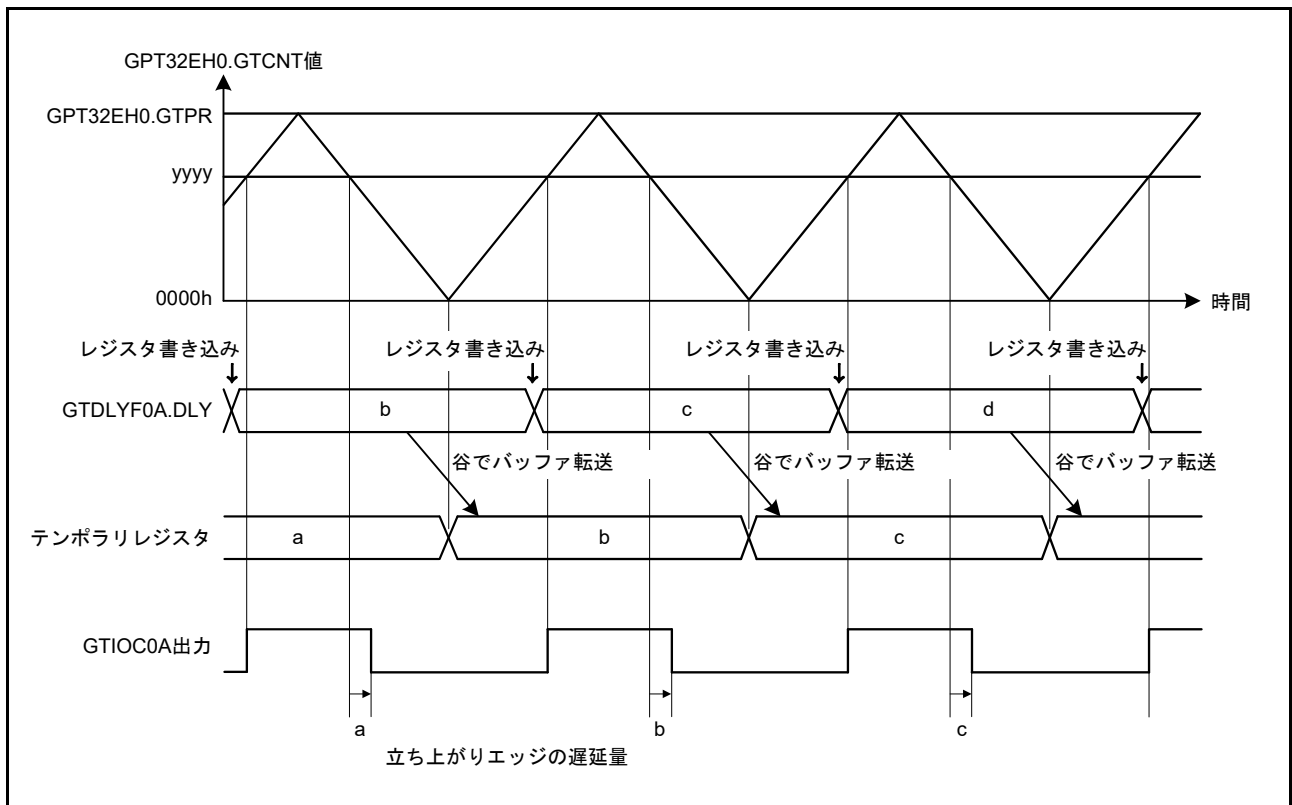 GPT32EH0.GTCNT値
GPT32EH0.GTPR
yyyy
0000h
時間
レジスタ書き込み レジスタ書き込み レジスタ書き込み レジスタ書き込み
GTDLYF0A.DLY b c d
谷でバッファ転送 谷でバッファ転送 谷でバッファ転送
テンポラリレジスタ a b c
GTIOC0A出力
a b c
立ち上がりエッジの遅延量